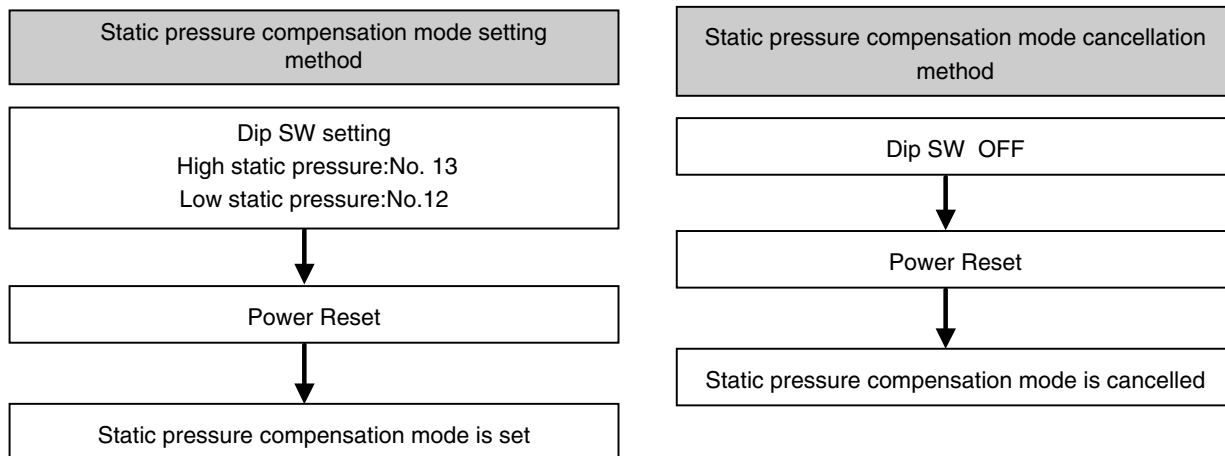 Static pressure compensation mode setting
method
Dip SW setting
High static pressure:No. 13
Low static pressure:No.12
Power Reset
Static pressure compensation mode is set
Static pressure compensation mode cancellation
method
Dip SW OFF
Power Reset
Static pressure compensation mode is cancelled